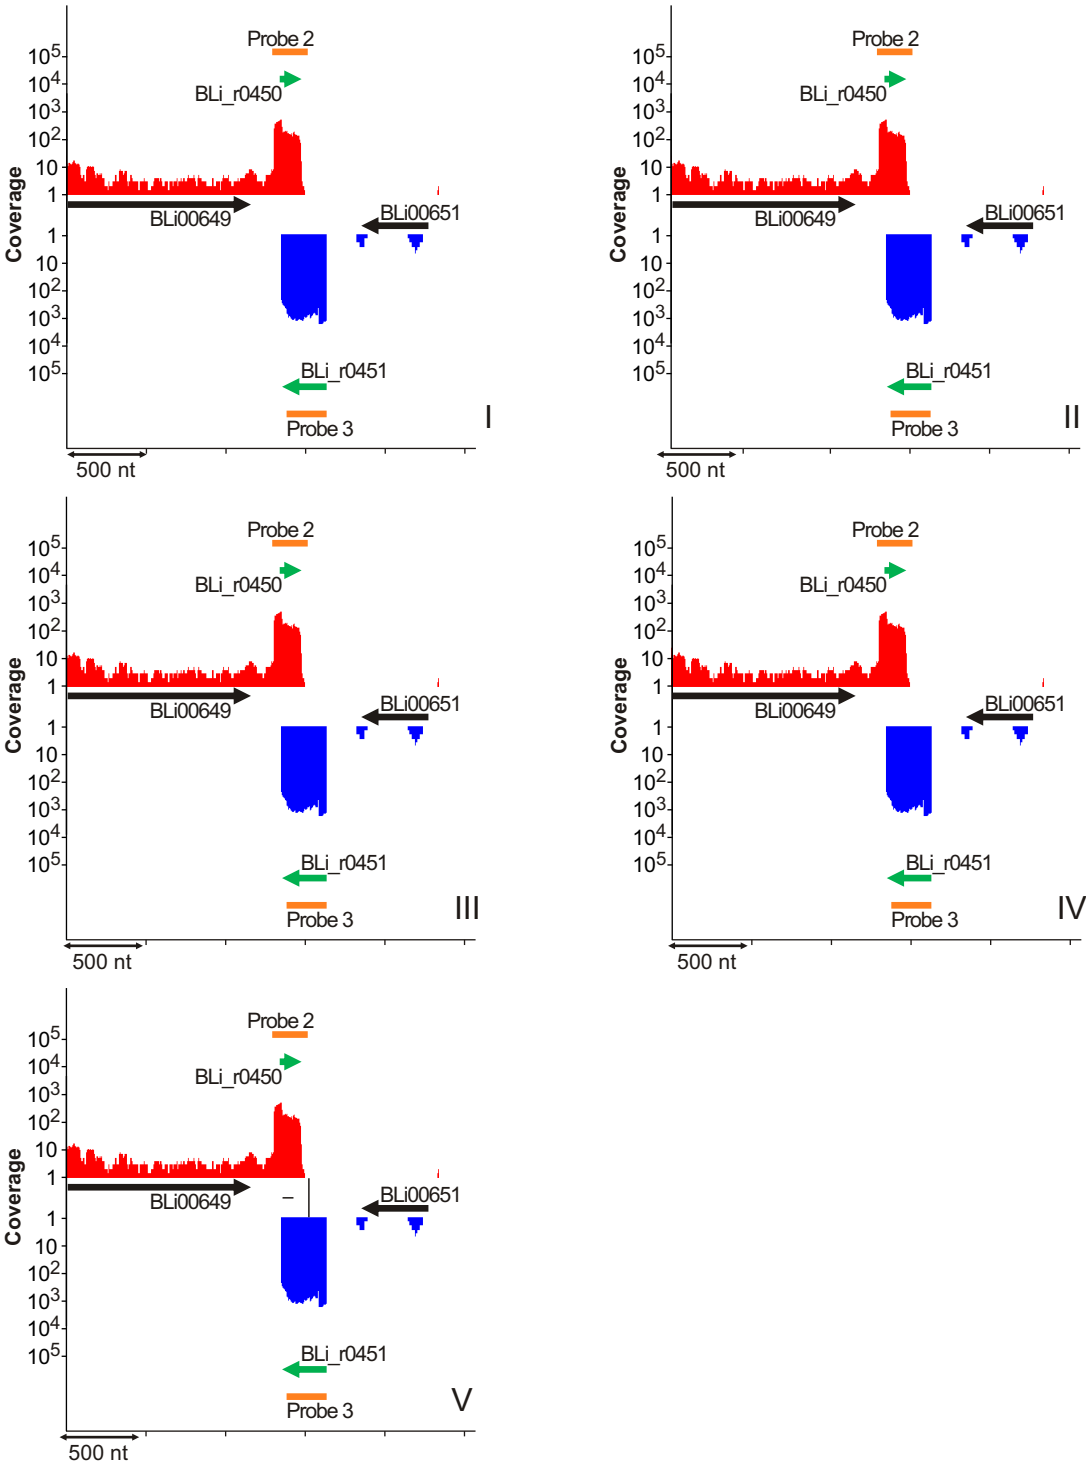 Probe 2
BLi_r0450
10⁵
10⁴
10³
10²
10
1
Coverage
BLi00649
BLi00651
1
10
10²
10³
10⁴
10⁵
BLi_r0451
Probe 3
I
500 nt
Probe 2
BLi_r0450
10⁵
10⁴
10³
10²
10
1
Coverage
BLi00649
BLi00651
1
10
10²
10³
10⁴
10⁵
BLi_r0451
Probe 3
II
500 nt
Probe 2
BLi_r0450
10⁵
10⁴
10³
10²
10
1
Coverage
BLi00649
BLi00651
1
10
10²
10³
10⁴
10⁵
BLi_r0451
Probe 3
III
500 nt
Probe 2
BLi_r0450
10⁵
10⁴
10³
10²
10
1
Coverage
BLi00649
BLi00651
1
10
10²
10³
10⁴
10⁵
BLi_r0451
Probe 3
IV
500 nt
Probe 2
BLi_r0450
10⁵
10⁴
10³
10²
10
1
Coverage
BLi00649
BLi00651
1
10
10²
10³
10⁴
10⁵
BLi_r0451
Probe 3
V
500 nt